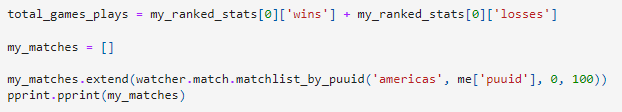 total_games_plays = my_ranked_stats[0]['wins'] + my_ranked_stats[0]['losses']
my_matches = []
my_matches.extend(watcher.match.matchlist_by_puuid('americas', me['puuid'], 0, 100))
pprint.pprint(my_matches)